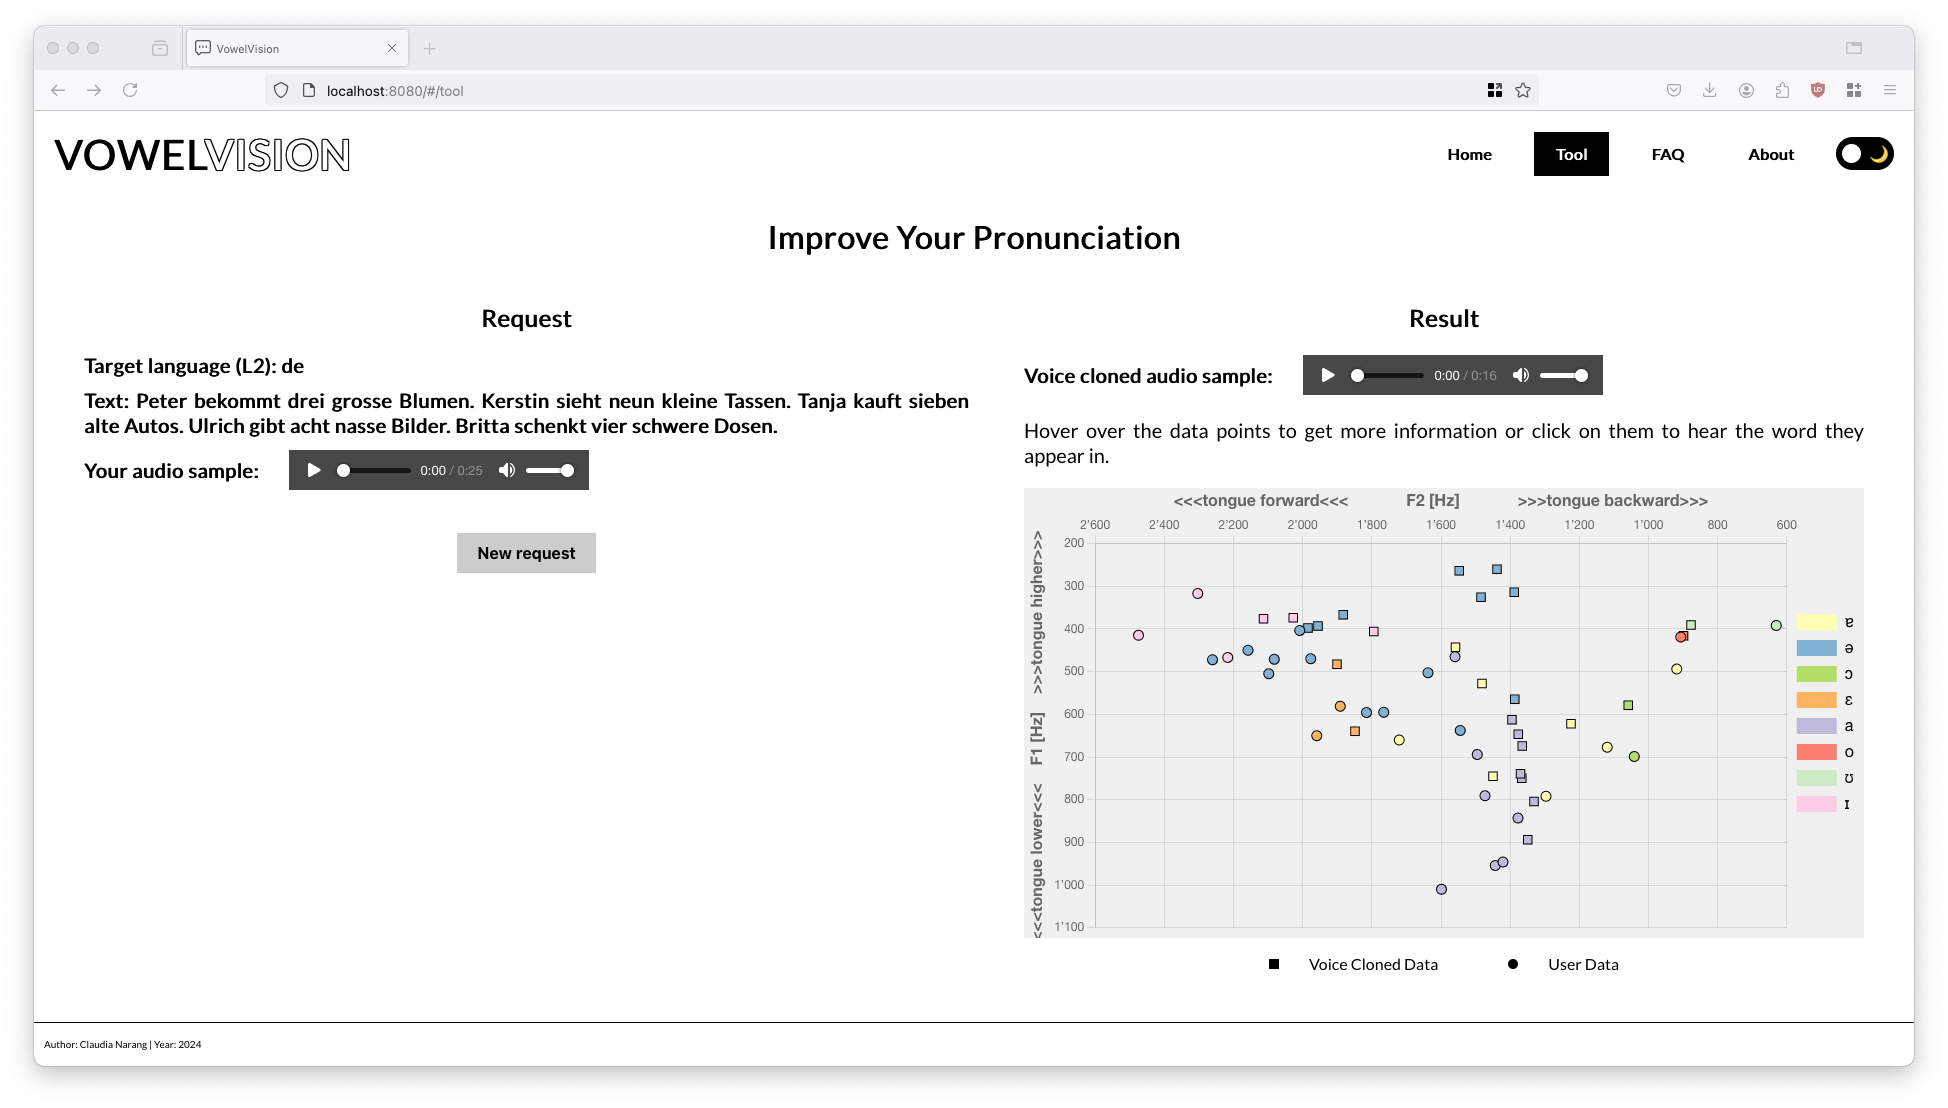 VowelVision
localhost:8080/#/tool
VOWELVISION
Home
Tool
FAQ
About
Improve Your Pronunciation
Request
Target language (L2): de
Text: Peter bekommt drei grosse Blumen. Kerstin sieht neun kleine Tassen. Tanja kauft sieben
alte Autos. Ulrich gibt acht nasse Bilder. Britta schenkt vier schwere Dosen.
Your audio sample:
0:00 / 0:25
New request
Result
Voice cloned audio sample:
0:00 / 0:16
Hover over the data points to get more information or click on them to hear the word they
appear in.
<<<tongue forward<<< F2 [Hz] >>>tongue backward>>>
2'600 2'400 2'200 2'000 1'800 1'600 1'400 1'200 1'000 800 600
<<<tongue lower<<< F1 [Hz] >>>tongue higher>>>
200
300
400
500
600
700
800
900
1'000
1'100
ɐ
ə
ɔ
ɛ
a
o
ʊ
ɪ
Voice Cloned Data
User Data
Author: Claudia Narang | Year: 2024